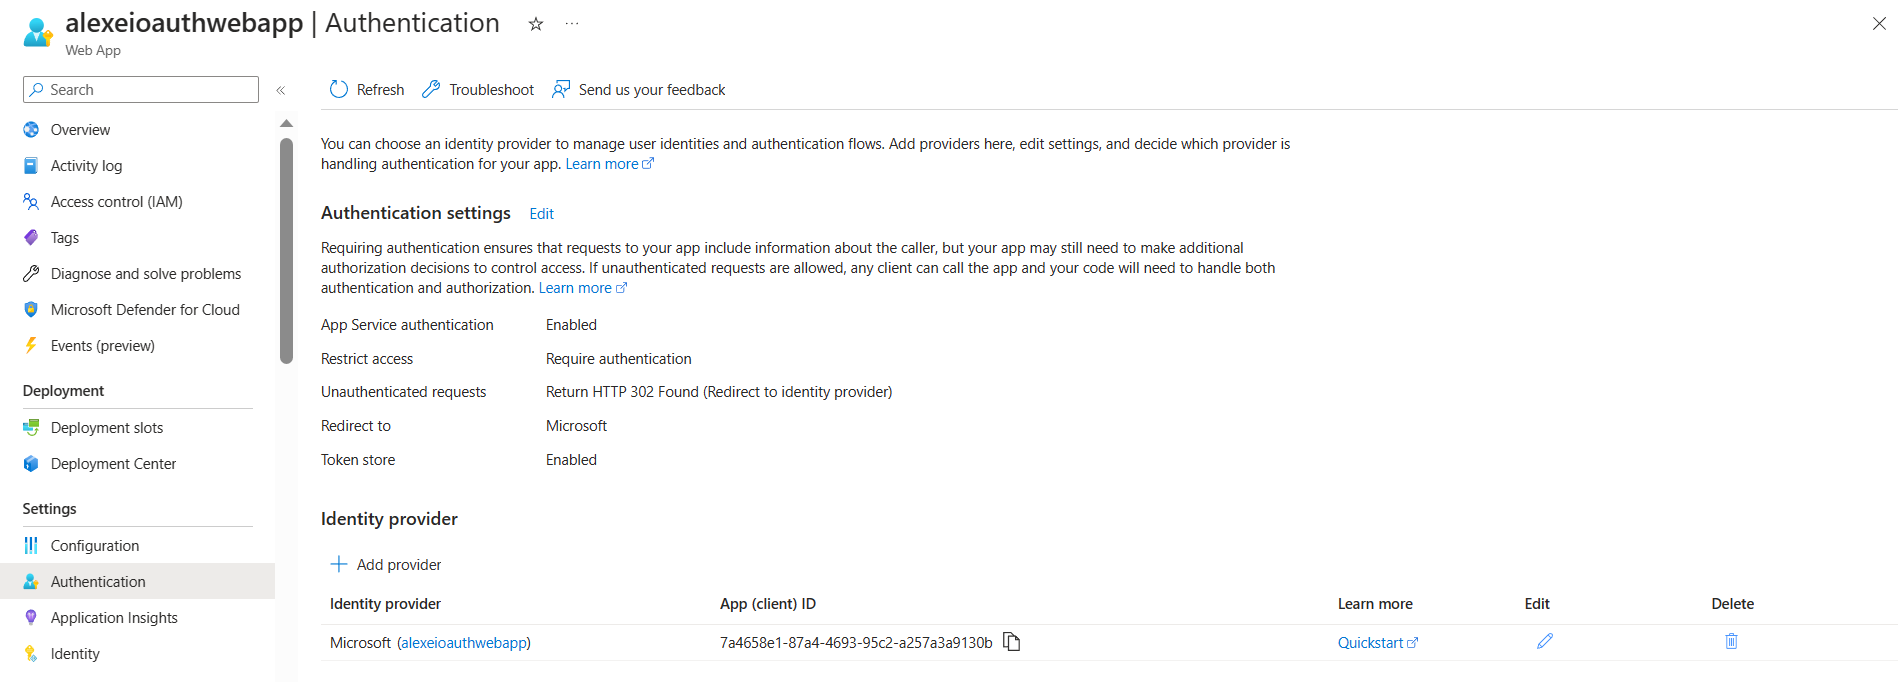 alexeioauthwebapp | Authentication ☆ ...
Web App
Search «
Overview
Activity log
Access control (IAM)
Tags
Diagnose and solve problems
Microsoft Defender for Cloud
Events (preview)
Deployment
Deployment slots
Deployment Center
Settings
Configuration
Authentication
Application Insights
Identity
Refresh Troubleshoot Send us your feedback
You can choose an identity provider to manage user identities and authentication flows. Add providers here, edit settings, and decide which provider is
handling authentication for your app. Learn more
Authentication settings Edit
Requiring authentication ensures that requests to your app include information about the caller, but your app may still need to make additional
authorization decisions to control access. If unauthenticated requests are allowed, any client can call the app and your code will need to handle both
authentication and authorization. Learn more
App Service authentication Enabled
Restrict access Require authentication
Unauthenticated requests Return HTTP 302 Found (Redirect to identity provider)
Redirect to Microsoft
Token store Enabled
Identity provider
Add provider
Identity provider App (client) ID Learn more Edit Delete
Microsoft (alexeioauthwebapp) 7a4658e1-87a4-4693-95c2-a257a3a9130b Quickstart